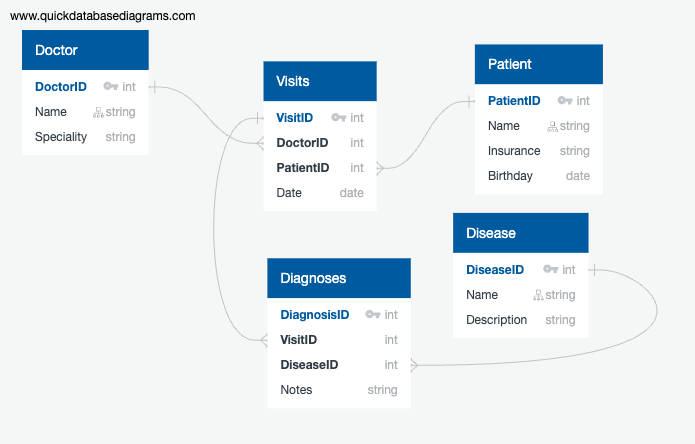 www.quickdatabasediagrams.com
Doctor
DoctorID int
Name string
Speciality string
Visits
VisitID int
DoctorID int
PatientID int
Date date
Patient
PatientID int
Name string
Insurance string
Birthday date
Diagnoses
DiagnosisID int
VisitID int
DiseaseID int
Notes string
Disease
DiseaseID int
Name string
Description string